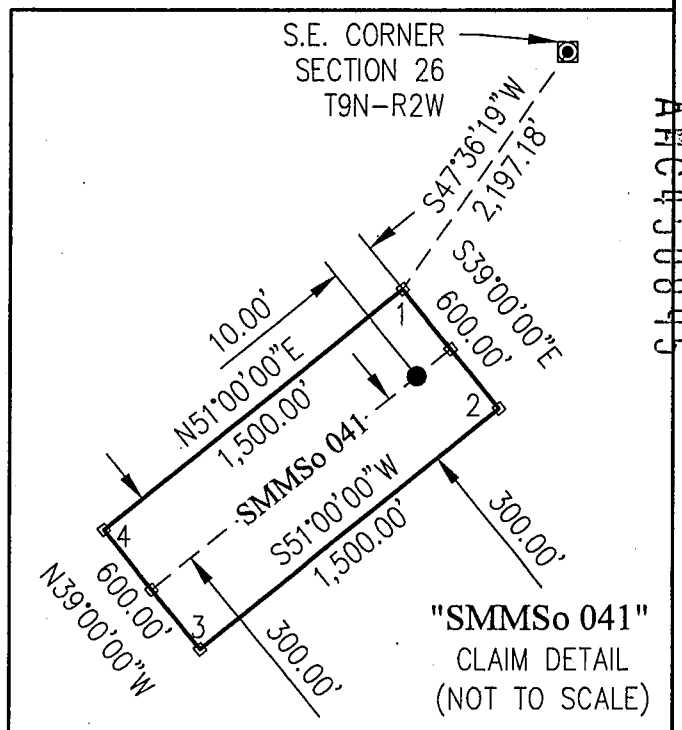 S.E. CORNER
SECTION 26
T9N-R2W
S47°36'19"W
2,197.18'
S39°00'00"E
600.00'
10.00'
N51°00'00"E
1,500.00'
1
2
SMMSo 041
S51°00'00"W
1,500.00'
4
600.00'
N39°00'00"W
3
300.00'
300.00'
"SMMSo 041"
CLAIM DETAIL
(NOT TO SCALE)